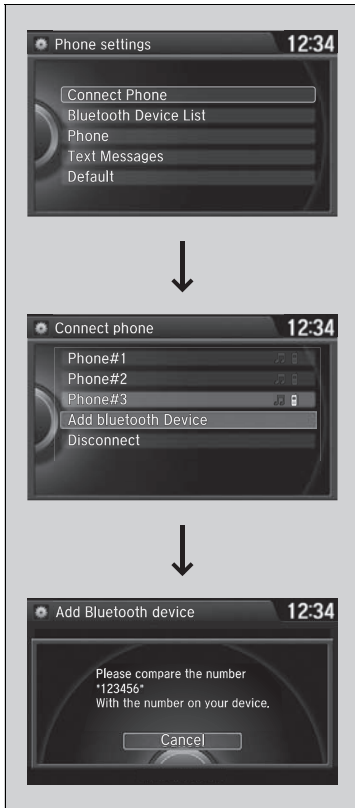 Phone settings 12:34
Connect Phone
Bluetooth Device List
Phone
Text Messages
Default
Connect phone 12:34
Phone#1
Phone#2
Phone#3
Add bluetooth Device
Disconnect
Add Bluetooth device 12:34
Please compare the number
"123456"
With the number on your device.
Cancel